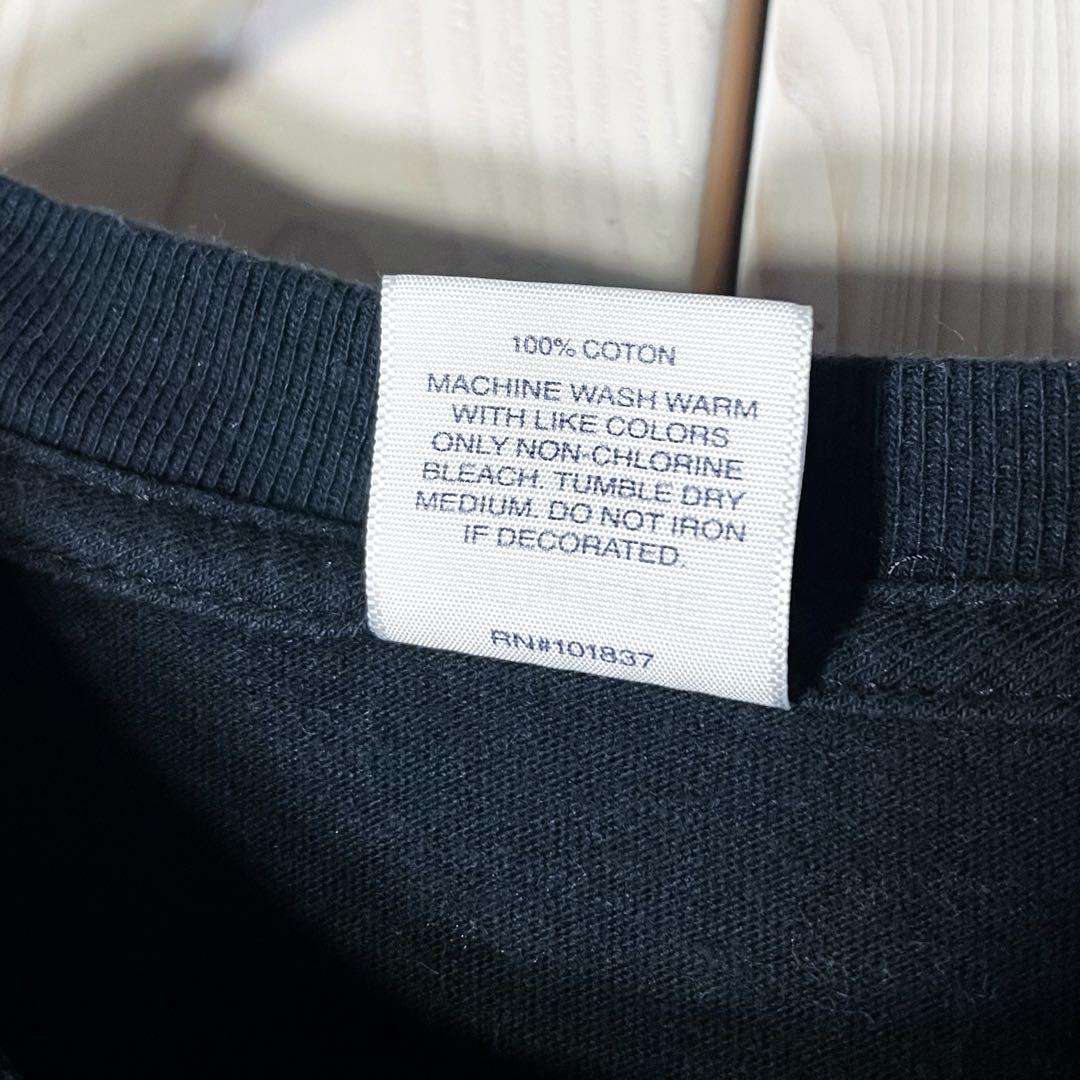 100% COTON
MACHINE WASH WARM
WITH LIKE COLORS
ONLY NON-CHLORINE
BLEACH. TUMBLE DRY
MEDIUM. DO NOT IRON
IF DECORATED.
RN#101837